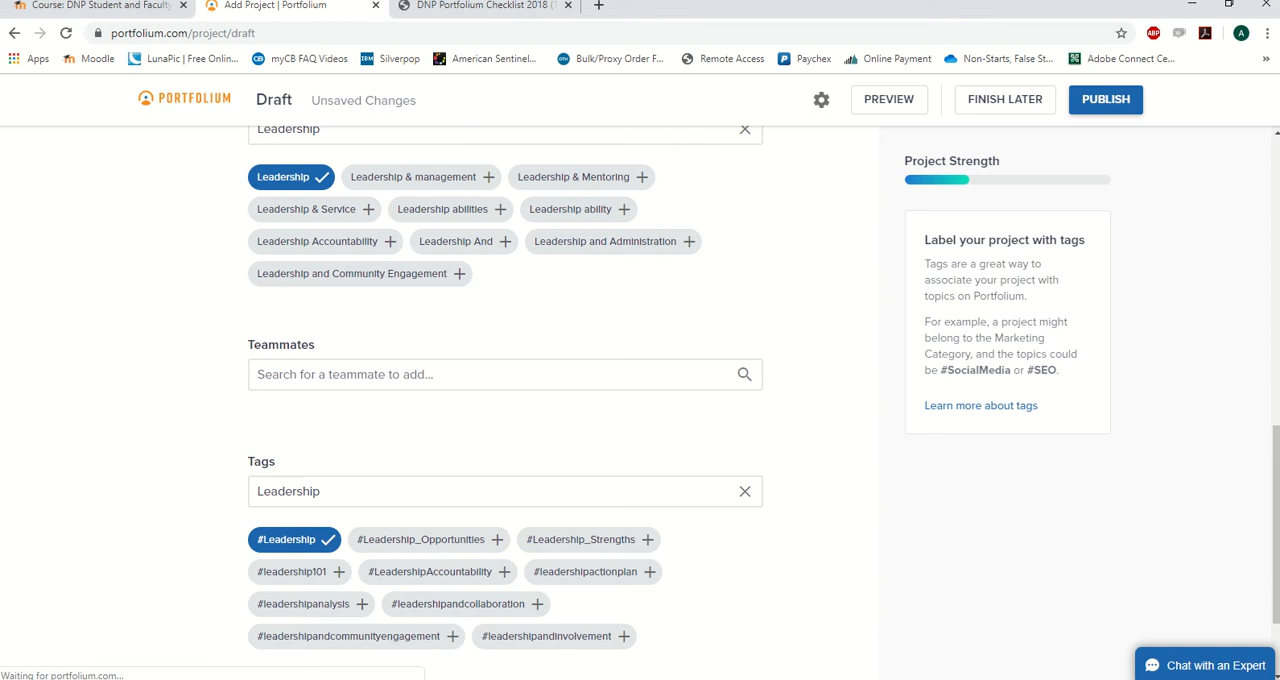 Course: DNP Student and Faculty
Add Project | Portfolium
DNP Portfolium Checklist 2018 (1
portfolium.com/project/draft
ABP
A
Apps
Moodle
LunaPic | Free Onlin...
CB
myCB FAQ Videos
IBM
Silverpop
American Sentinel...
Bulk/Proxy Order F...
Remote Access
Paychex
Online Payment
Non-Starts, False St...
Adobe Connect Ce...
»
PORTFOLIUM
Draft
Unsaved Changes
PREVIEW
FINISH LATER
PUBLISH
Leadership
Leadership
Leadership & management
Leadership & Mentoring
Leadership & Service
Leadership abilities
Leadership ability
Leadership Accountability
Leadership And
Leadership and Administration
Leadership and Community Engagement
Teammates
Search for a teammate to add...
Tags
Leadership
#Leadership
#Leadership_Opportunities
#Leadership_Strengths
#leadership101
#LeadershipAccountability
#leadershipactionplan
#leadershipanalysis
#leadershipandcollaboration
#leadershipandcommunityengagement
#leadershipandinvolvement
Project Strength
Label your project with tags
Tags are a great way to
associate your project with
topics on Portfolium.
For example, a project might
belong to the Marketing
Category, and the topics could
be #SocialMedia or #SEO.
Learn more about tags
Waiting for portfolium.com...
Chat with an Expert